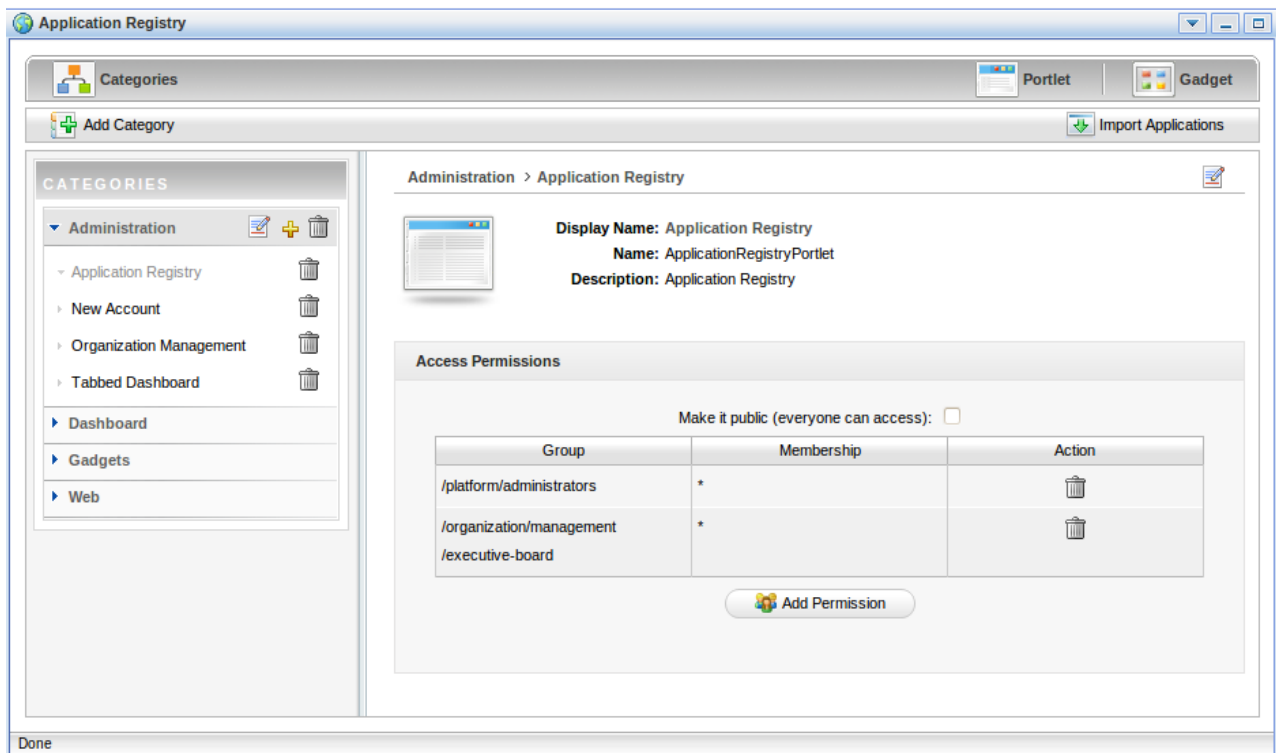 Application Registry
Categories
Portlet
Gadget
Add Category
Import Applications
CATEGORIES
Administration
Application Registry
New Account
Organization Management
Tabbed Dashboard
Dashboard
Gadgets
Web
Administration > Application Registry
Display Name: Application Registry
Name: ApplicationRegistryPortlet
Description: Application Registry
Access Permissions
Make it public (everyone can access):
Group Membership Action
/platform/administrators *
/organization/management *
/executive-board
Add Permission
Done